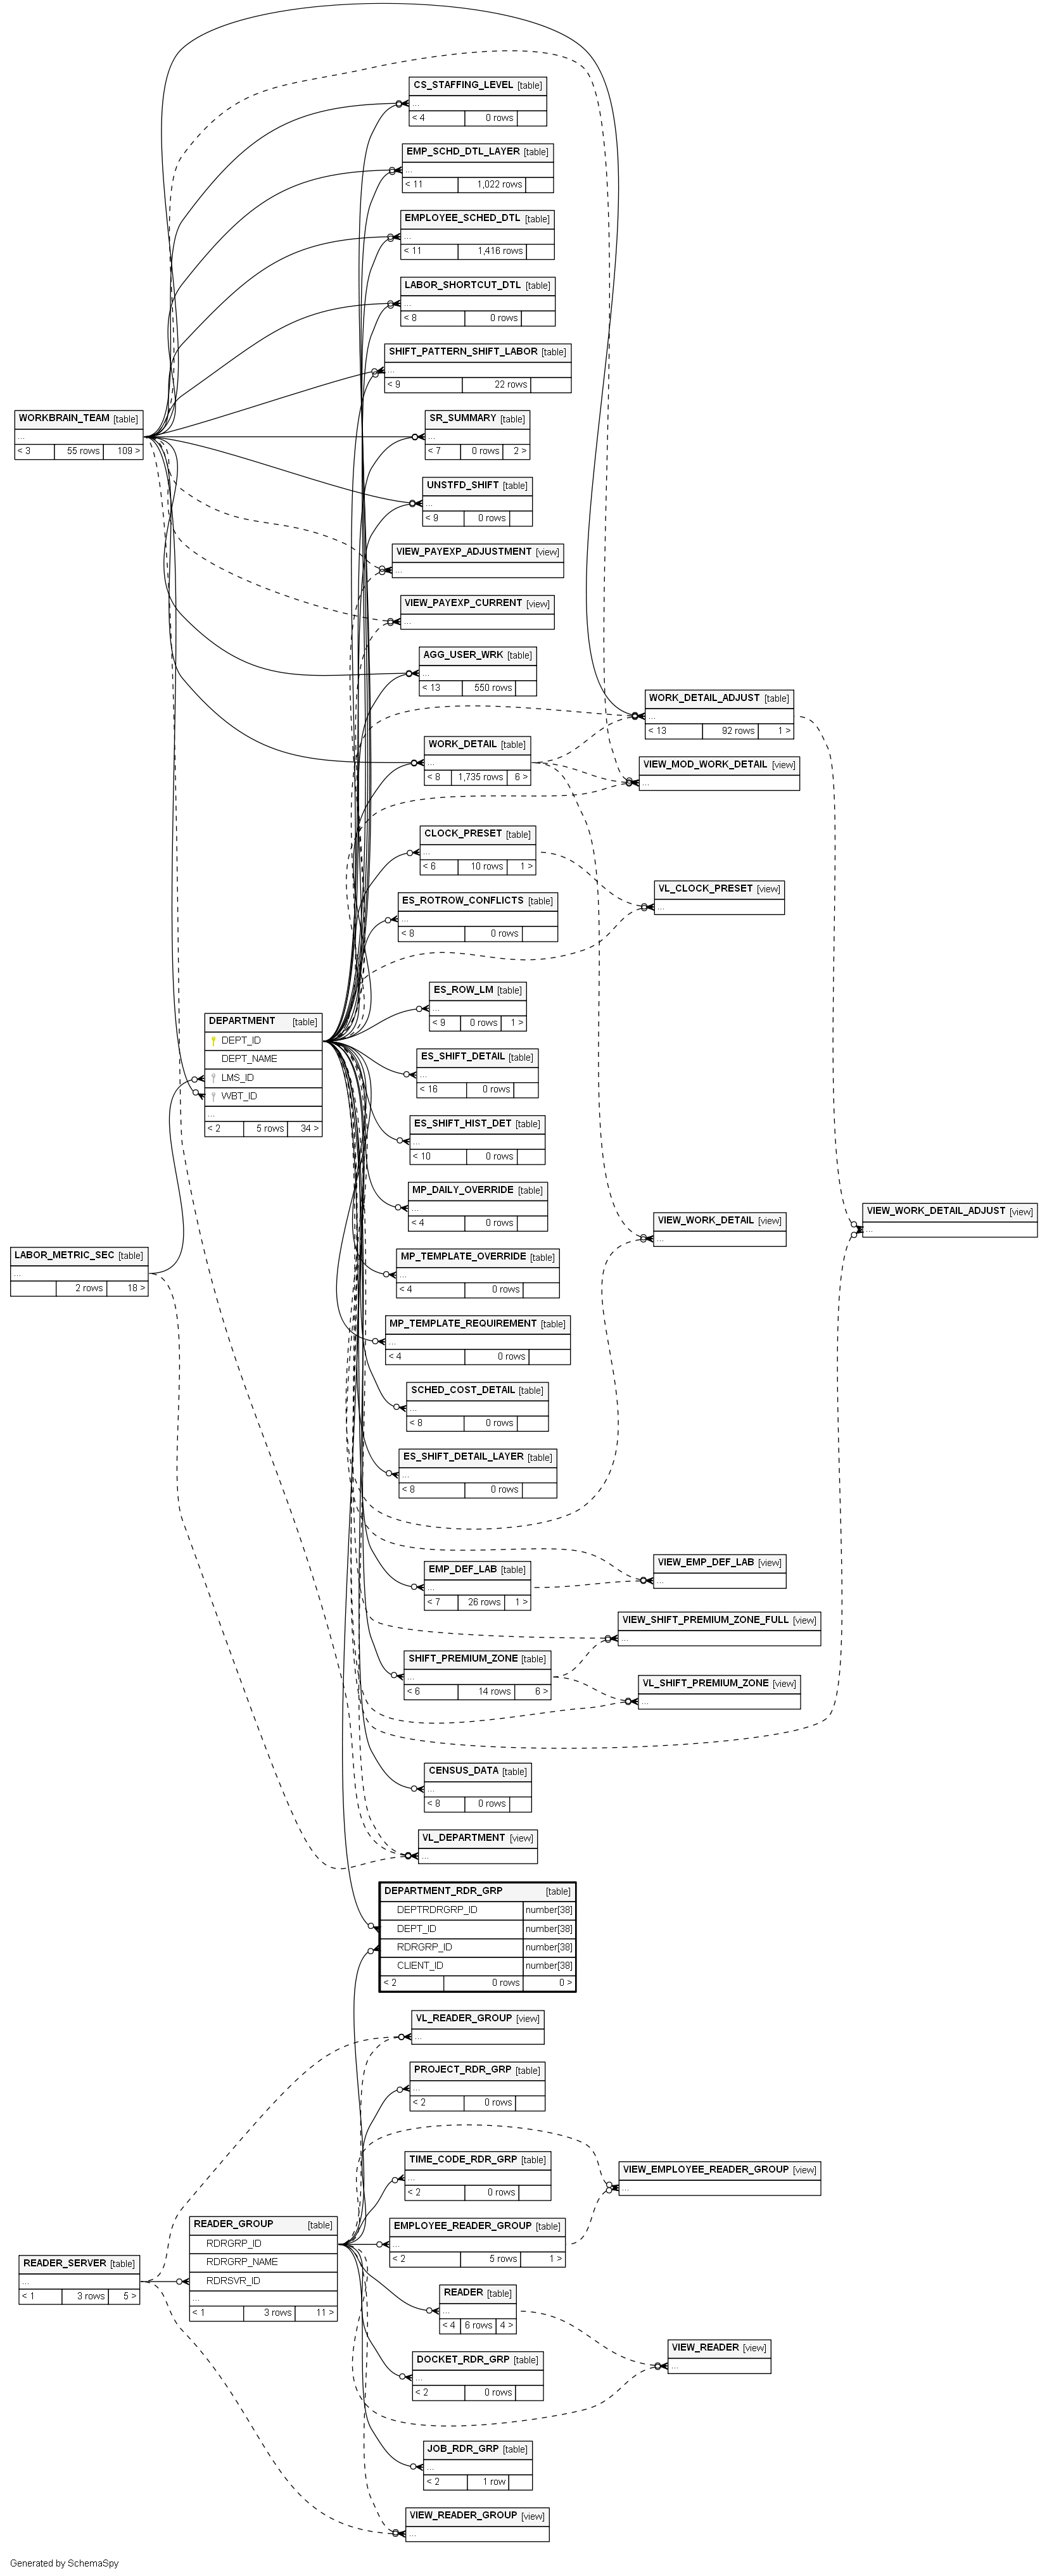 CS_STAFFING_LEVEL [table]
...
< 4 0 rows
EMP_SCHD_DTL_LAYER [table]
...
< 11 1,022 rows
EMPLOYEE_SCHED_DTL [table]
...
< 11 1,416 rows
LABOR_SHORTCUT_DTL [table]
...
< 8 0 rows
SHIFT_PATTERN_SHIFT_LABOR [table]
...
< 9 22 rows
WORKBRAIN_TEAM [table]
...
< 3 55 rows 109 >
SR_SUMMARY [table]
...
< 7 0 rows 2 >
UNSTFD_SHIFT [table]
...
< 9 0 rows
VIEW_PAYEXP_ADJUSTMENT [view]
...
VIEW_PAYEXP_CURRENT [view]
...
AGG_USER_WRK [table]
...
< 13 550 rows
WORK_DETAIL_ADJUST [table]
...
< 13 92 rows 1 >
WORK_DETAIL [table]
...
< 8 1,735 rows 6 >
VIEW_MOD_WORK_DETAIL [view]
...
CLOCK_PRESET [table]
...
< 6 10 rows 1 >
VL_CLOCK_PRESET [view]
...
ES_ROTROW_CONFLICTS [table]
...
< 8 0 rows
ES_ROW_LM [table]
...
< 9 0 rows 1 >
DEPARTMENT [table]
DEPT_ID
DEPT_NAME
LMS_ID
WBT_ID
...
< 2 5 rows 34 >
ES_SHIFT_DETAIL [table]
...
< 16 0 rows
ES_SHIFT_HIST_DET [table]
...
< 10 0 rows
MP_DAILY_OVERRIDE [table]
...
< 4 0 rows
VIEW_WORK_DETAIL_ADJUST [view]
...
VIEW_WORK_DETAIL [view]
...
LABOR_METRIC_SEC [table]
...
2 rows 18 >
MP_TEMPLATE_OVERRIDE [table]
...
< 4 0 rows
MP_TEMPLATE_REQUIREMENT [table]
...
< 4 0 rows
SCHED_COST_DETAIL [table]
...
< 8 0 rows
ES_SHIFT_DETAIL_LAYER [table]
...
< 8 0 rows
VIEW_EMP_DEF_LAB [view]
...
EMP_DEF_LAB [table]
...
< 7 26 rows 1 >
VIEW_SHIFT_PREMIUM_ZONE_FULL [view]
...
SHIFT_PREMIUM_ZONE [table]
...
< 6 14 rows 6 >
VL_SHIFT_PREMIUM_ZONE [view]
...
CENSUS_DATA [table]
...
< 8 0 rows
VL_DEPARTMENT [view]
...
DEPARTMENT_RDR_GRP [table]
DEPTRDRGRP_ID number[38]
DEPT_ID number[38]
RDRGRP_ID number[38]
CLIENT_ID number[38]
< 2 0 rows 0 >
VL_READER_GROUP [view]
...
PROJECT_RDR_GRP [table]
...
< 2 0 rows
TIME_CODE_RDR_GRP [table]
...
< 2 0 rows
VIEW_EMPLOYEE_READER_GROUP [view]
...
READER_GROUP [table]
RDRGRP_ID
RDRGRP_NAME
RDRSVR_ID
...
< 1 3 rows 11 >
EMPLOYEE_READER_GROUP [table]
...
< 2 5 rows 1 >
READER_SERVER [table]
...
< 1 3 rows 5 >
READER [table]
...
< 4 6 rows 4 >
VIEW_READER [view]
...
DOCKET_RDR_GRP [table]
...
< 2 0 rows
JOB_RDR_GRP [table]
...
< 2 1 row
VIEW_READER_GROUP [view]
...
Generated by SchemaSpy